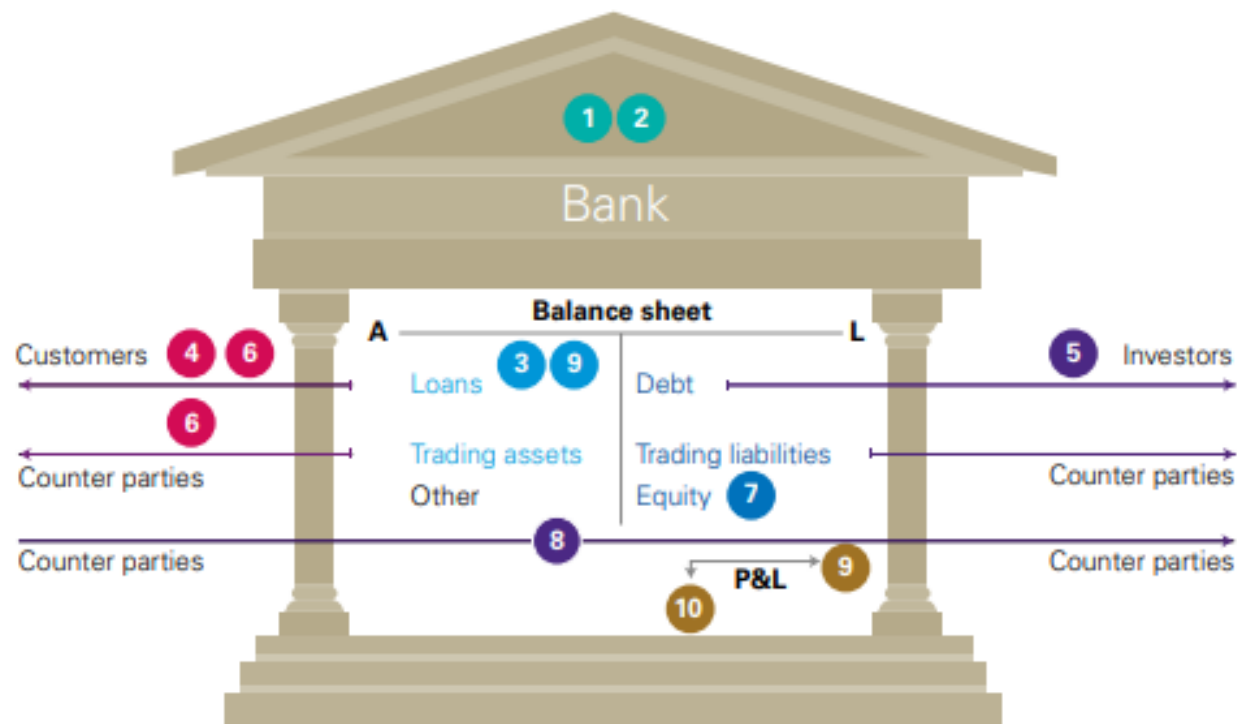 1 2
Bank
Balance sheet
A L
Customers 4 6
Loans 3 9
Debt
5 Investors
6
Counter parties
Trading assets
Trading liabilities
Counter parties
Other
Equity 7
8
Counter parties
Counter parties
P&L
9
10